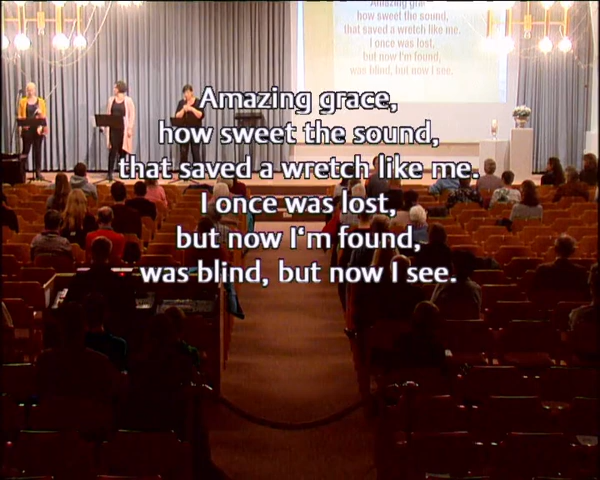 Amazing gra
how sweet the sound,
that saved a wretch like me.
I once was lost,
but now I'm found,
was blind, but now I see.
Amazing grace,
how sweet the sound,
that saved a wretch like me.
I once was lost,
but now I‘m found,
was blind, but now I see.